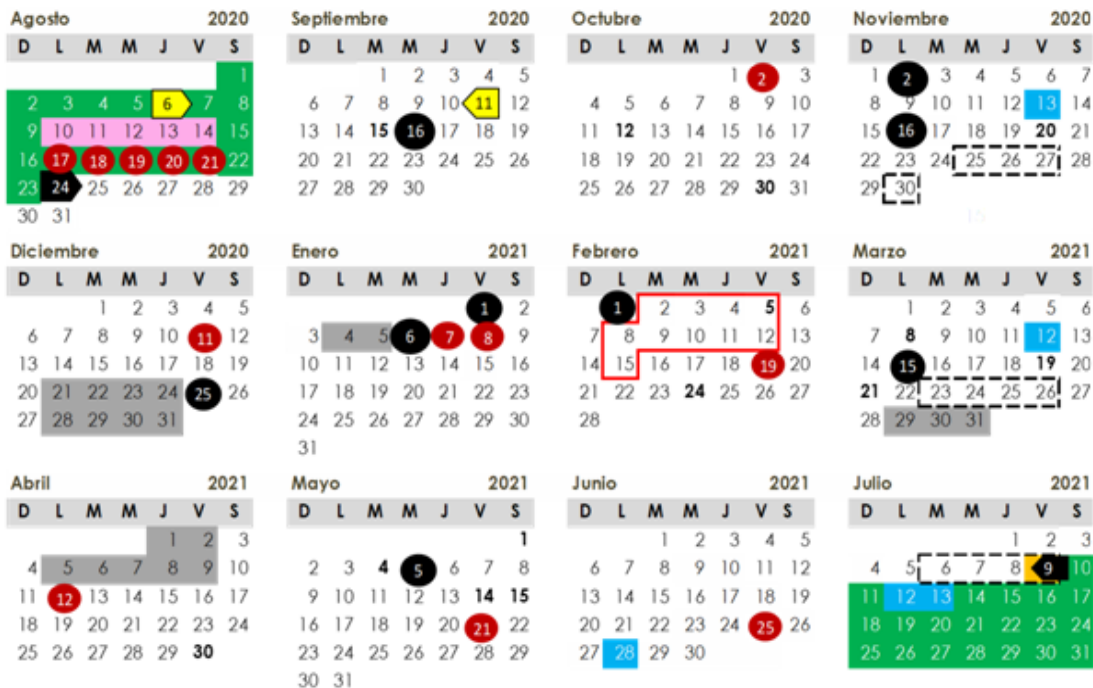 Agosto 2020
D L M M J V S
1
2 3 4 5 6 7 8
9 10 11 12 13 14 15
16 17 18 19 20 21 22
23 24 25 26 27 28 29
30 31
Septiembre 2020
D L M M J V S
1 2 3 4 5
6 7 8 9 10 11 12
13 14 15 16 17 18 19
20 21 22 23 24 25 26
27 28 29 30
Octubre 2020
D L M M J V S
1 2 3
4 5 6 7 8 9 10
11 12 13 14 15 16 17
18 19 20 21 22 23 24
25 26 27 28 29 30 31
Noviembre 2020
D L M M J V S
1 2 3 4 5 6 7
8 9 10 11 12 13 14
15 16 17 18 19 20 21
22 23 24 25 26 27 28
29 30
Diciembre 2020
D L M M J V S
1 2 3 4 5
6 7 8 9 10 11 12
13 14 15 16 17 18 19
20 21 22 23 24 25 26
27 28 29 30 31
Enero 2021
D L M M J V S
1 2
3 4 5 6 7 8 9
10 11 12 13 14 15 16
17 18 19 20 21 22 23
24 25 26 27 28 29 30
31
Febrero 2021
D L M M J V S
1 2 3 4 5 6
7 8 9 10 11 12 13
14 15 16 17 18 19 20
21 22 23 24 25 26 27
28
Marzo 2021
D L M M J V S
1 2 3 4 5 6
7 8 9 10 11 12 13
14 15 16 17 18 19 20
21 22 23 24 25 26 27
28 29 30 31
Abril 2021
D L M M J V S
1 2 3
4 5 6 7 8 9 10
11 12 13 14 15 16 17
18 19 20 21 22 23 24
25 26 27 28 29 30
Mayo 2021
D L M M J V S
1
2 3 4 5 6 7 8
9 10 11 12 13 14 15
16 17 18 19 20 21 22
23 24 25 26 27 28 29
30 31
Junio 2021
D L M M J V S
1 2 3 4 5
6 7 8 9 10 11 12
13 14 15 16 17 18 19
20 21 22 23 24 25 26
27 28 29 30
Julio 2021
D L M M J V S
1 2 3
4 5 6 7 8 9 10
11 12 13 14 15 16 17
18 19 20 21 22 23 24
25 26 27 28 29 30 31